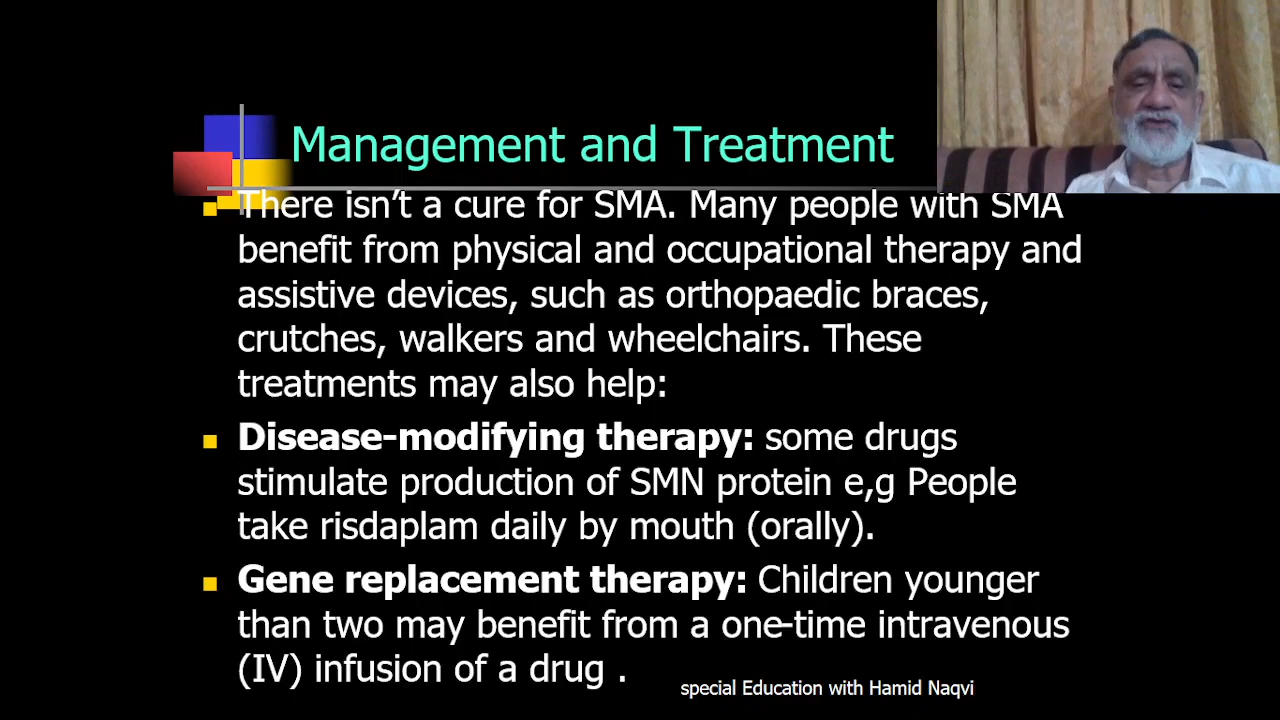 Management and Treatment
There isn't a cure for SMA. Many people with SMA
benefit from physical and occupational therapy and
assistive devices, such as orthopaedic braces,
crutches, walkers and wheelchairs. These
treatments may also help:
Disease-modifying therapy: some drugs
stimulate production of SMN protein e,g People
take risdaplam daily by mouth (orally).
Gene replacement therapy: Children younger
than two may benefit from a one-time intravenous
(IV) infusion of a drug .
special Education with Hamid Naqvi